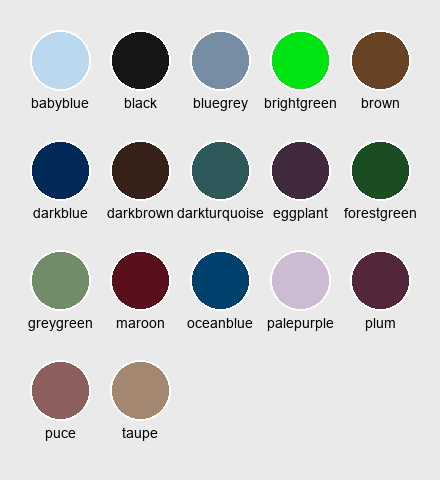 babyblue black bluegrey brightgreen brown
darkblue darkbrown darkturquoise eggplant forestgreen
greygreen maroon oceanblue palepurple plum
puce taupe